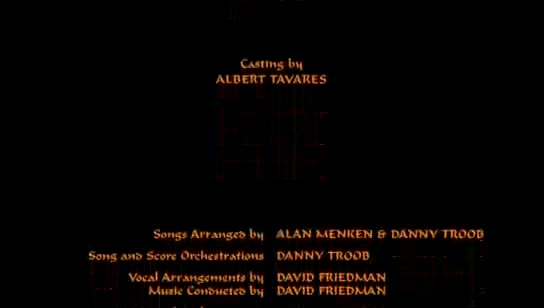 Casting by
ALBERT TAVARES
Songs Arranged by ALAN MENKEN & DANNY TROOB
Song and Score Orchestrations DANNY TROOB
Vocal Arrangements by DAVID FRIEDMAN
Music Conducted by DAVID FRIEDMAN